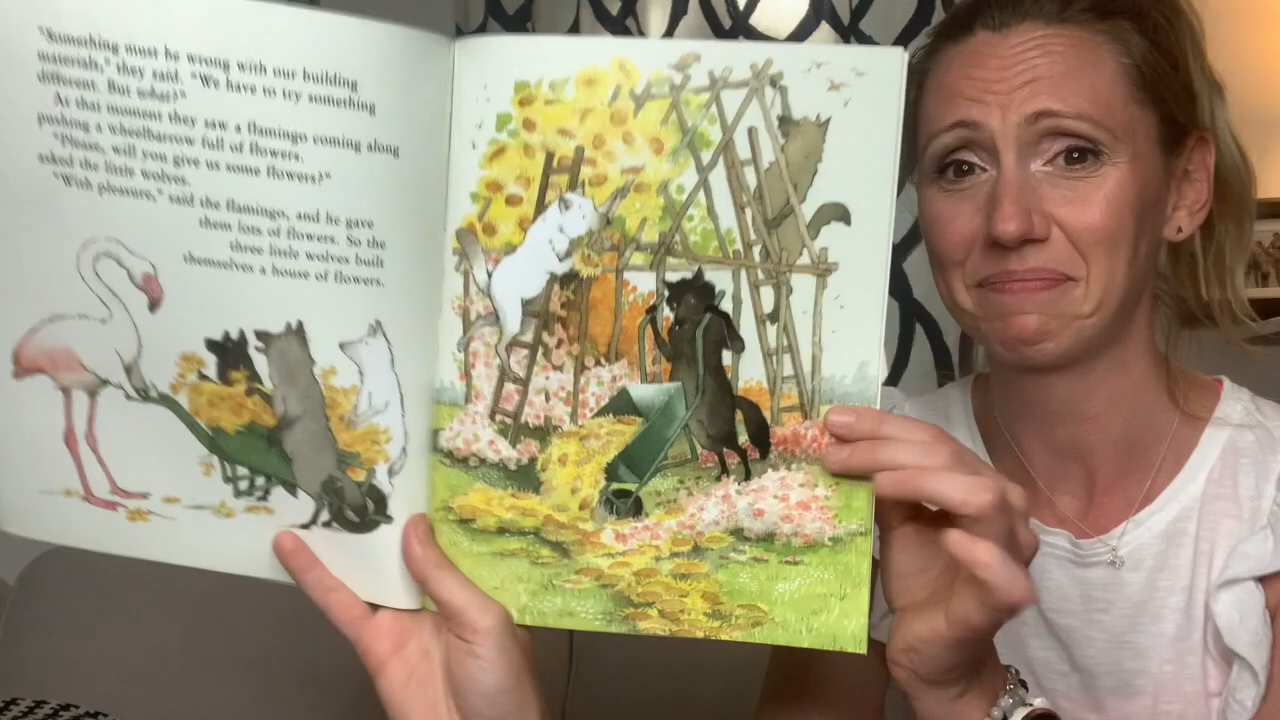 "Something must be wrong with our building
materials," they said. "We have to try something
different. But what?"
At that moment they saw a flamingo coming along
pushing a wheelbarrow full of flowers.
"Please, will you give us some flowers?"
asked the little wolves.
"With pleasure," said the flamingo, and he gave
them lots of flowers. So the
three little wolves built
themselves a house of flowers.
A